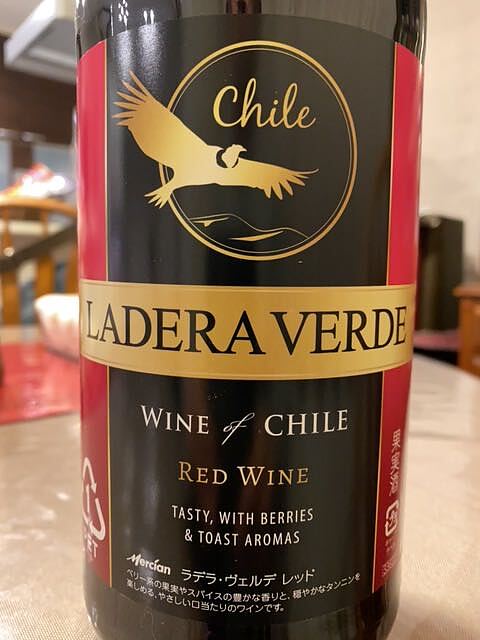 Chile
LADERA VERDE
WINE of CHILE
RED WINE
TASTY, WITH BERRIES
& TOAST AROMAS
Mercian ラデラ・ヴェルデ レッド
ベリー系の果実やスパイスの豊かな香りと、穏やかなタンニンを
楽しめる、やさしい口当たりのワインです。
果実酒